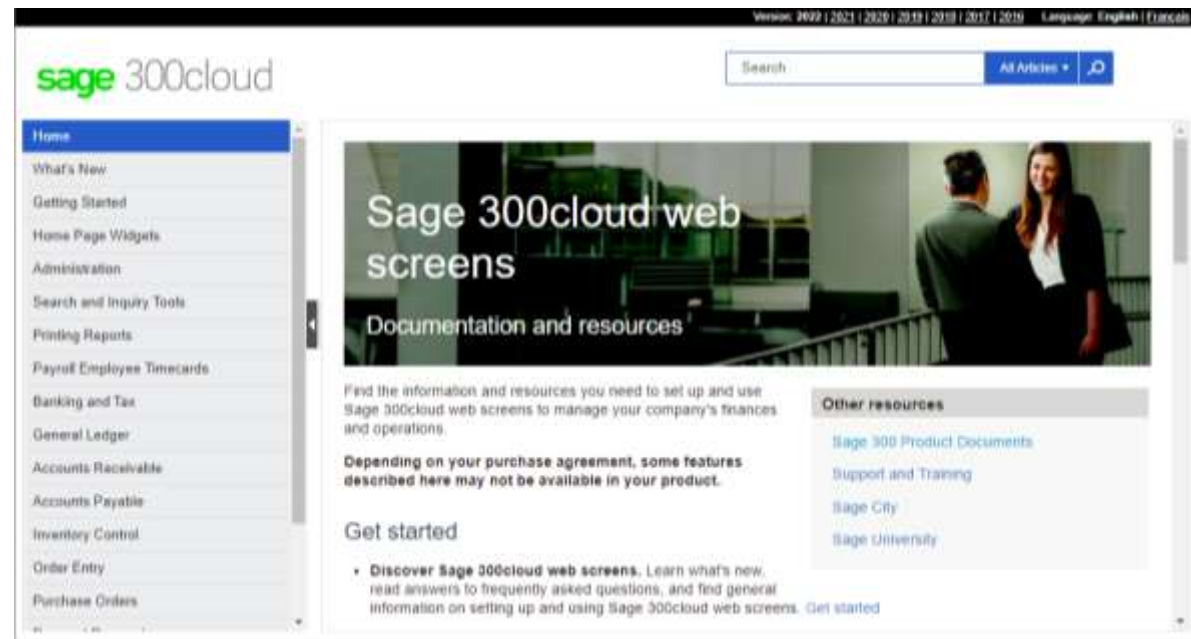 Version: 2022 | 2021 | 2020 | 2019 | 2018 | 2017 | 2016 Language: English | Français
sage 300cloud
Search
All Articles
Home
What's New
Getting Started
Home Page Widgets
Administration
Search and Inquiry Tools
Printing Reports
Payroll Employee Timecards
Banking and Tax
General Ledger
Accounts Receivable
Accounts Payable
Inventory Control
Order Entry
Purchase Orders
Sage 300cloud web
screens
Documentation and resources
Find the information and resources you need to set up and use
Sage 300cloud web screens to manage your company's finances
and operations.
Depending on your purchase agreement, some features
described here may not be available in your product.
Get started
• Discover Sage 300cloud web screens. Learn what's new,
read answers to frequently asked questions, and find general
information on setting up and using Sage 300cloud web screens. Get started
Other resources
Sage 300 Product Documents
Support and Training
Sage City
Sage University